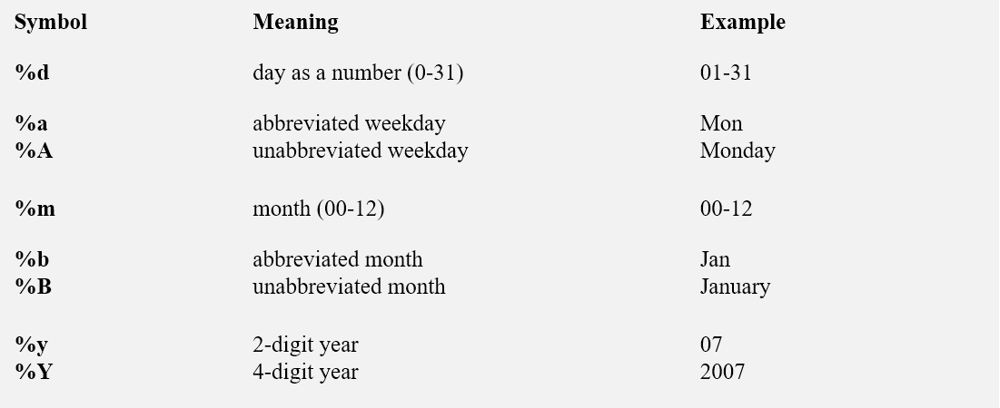 Symbol Meaning Example
%d day as a number (0-31) 01-31
%a abbreviated weekday Mon
%A unabbreviated weekday Monday
%m month (00-12) 00-12
%b abbreviated month Jan
%B unabbreviated month January
%y 2-digit year 07
%Y 4-digit year 2007